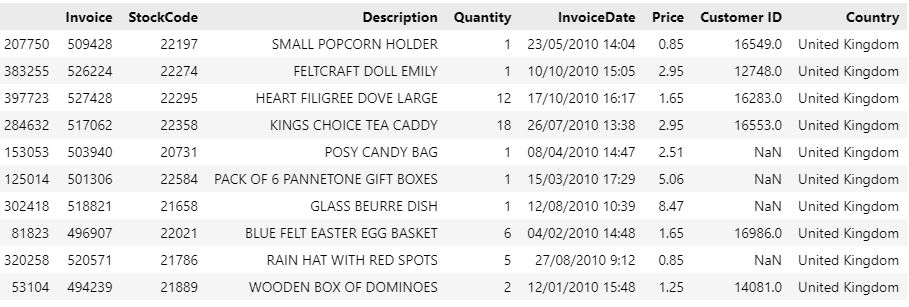 Invoice StockCode Description Quantity InvoiceDate Price Customer ID Country
207750 509428 22197 SMALL POPCORN HOLDER 1 23/05/2010 14:04 0.85 16549.0 United Kingdom
383255 526224 22274 FELTCRAFT DOLL EMILY 1 10/10/2010 15:05 2.95 12748.0 United Kingdom
397723 527428 22295 HEART FILIGREE DOVE LARGE 12 17/10/2010 16:17 1.65 16283.0 United Kingdom
284632 517062 22358 KINGS CHOICE TEA CADDY 18 26/07/2010 13:38 2.95 16553.0 United Kingdom
153053 503940 20731 POSY CANDY BAG 1 08/04/2010 14:47 2.51 NaN United Kingdom
125014 501306 22584 PACK OF 6 PANNETONE GIFT BOXES 1 15/03/2010 17:29 5.06 NaN United Kingdom
302418 518821 21658 GLASS BEURRE DISH 1 12/08/2010 10:39 8.47 NaN United Kingdom
81823 496907 22021 BLUE FELT EASTER EGG BASKET 6 04/02/2010 14:48 1.65 16986.0 United Kingdom
320258 520571 21786 RAIN HAT WITH RED SPOTS 5 27/08/2010 9:12 0.85 NaN United Kingdom
53104 494239 21889 WOODEN BOX OF DOMINOES 2 12/01/2010 15:48 1.25 14081.0 United Kingdom